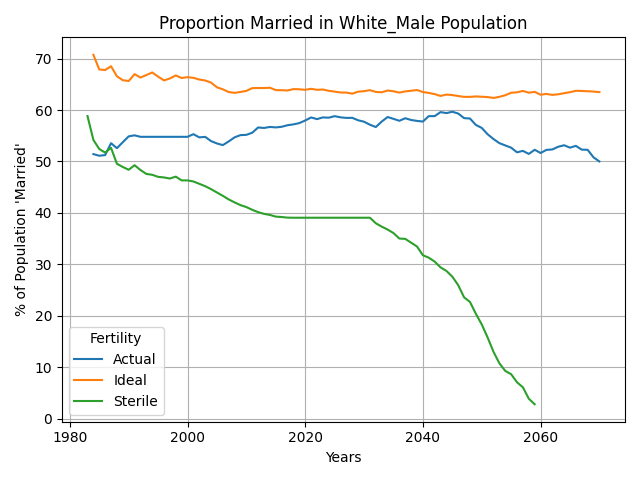 Proportion Married in White_Male Population
% of Population 'Married'
70
60
50
40
30
20
10
0
Fertility
Actual
Ideal
Sterile
1980
2000
2020
2040
2060
Years